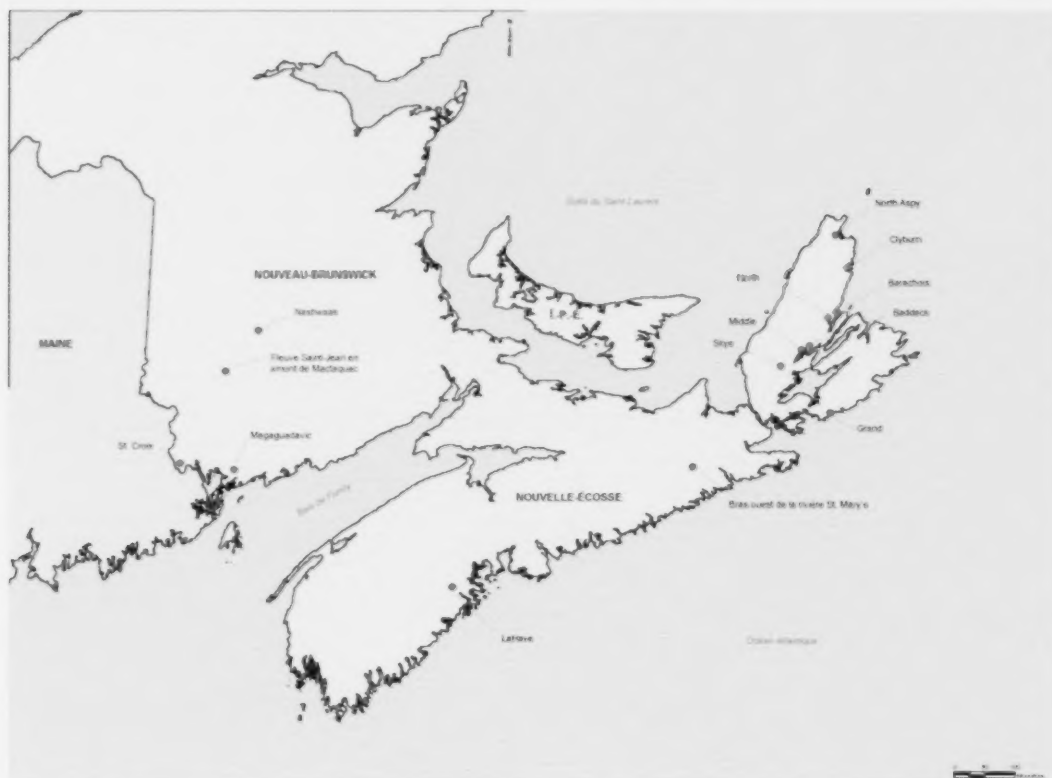 Golfe du Saint-Laurent
North Aspy
Clyburn
NOUVEAU-BRUNSWICK
North
Barachois
Nashwaak
I.-P.-É.
Middle
Baddeck
MAINE
Skye
Fleuve Saint-Jean en
amont de Mactaquac
Grand
St. Croix
Magaguadavic
NOUVELLE-ÉCOSSE
Baie de Fundy
Bras ouest de la rivière St. Mary's
LaHave
Océan Atlantique